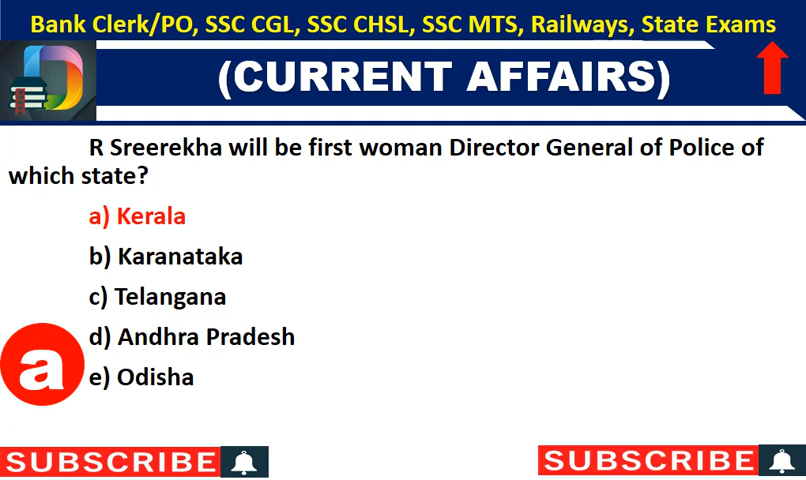 Bank Clerk/PO, SSC CGL, SSC CHSL, SSC MTS, Railways, State Exams
(CURRENT AFFAIRS)
R Sreerekha will be first woman Director General of Police of
which state?
a) Kerala
b) Karanataka
c) Telangana
d) Andhra Pradesh
a
e) Odisha
SUBSCRIBE
SUBSCRIBE